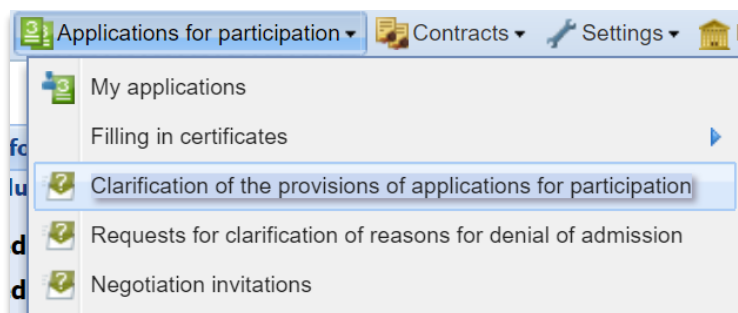 Applications for participation Contracts Settings
My applications
Filling in certificates
Clarification of the provisions of applications for participation
Requests for clarification of reasons for denial of admission
Negotiation invitations